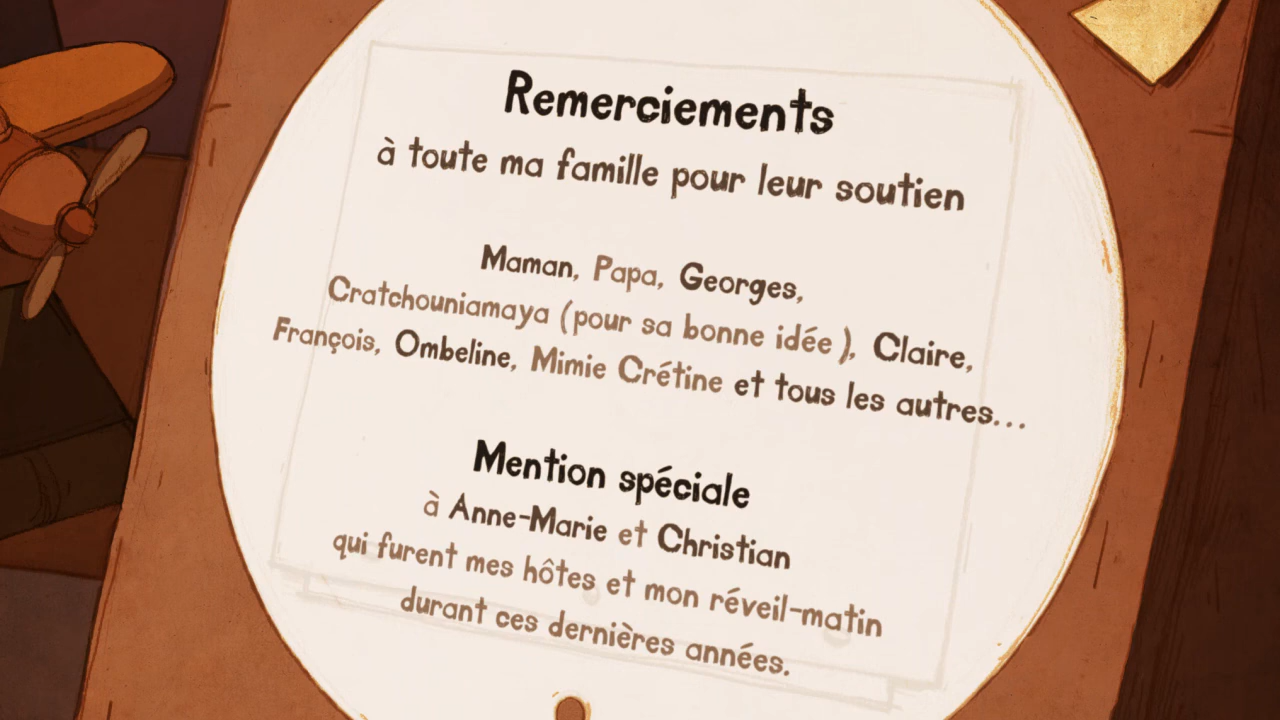 Remerciements
à toute ma famille pour leur soutien
Maman, Papa, Georges,
Cratchouniamaya (pour sa bonne idée), Claire,
François, Ombeline, Mimie Crétine et tous les autres...
Mention spéciale
à Anne-Marie et Christian
qui furent mes hôtes et mon réveil-matin
durant ces dernières années.